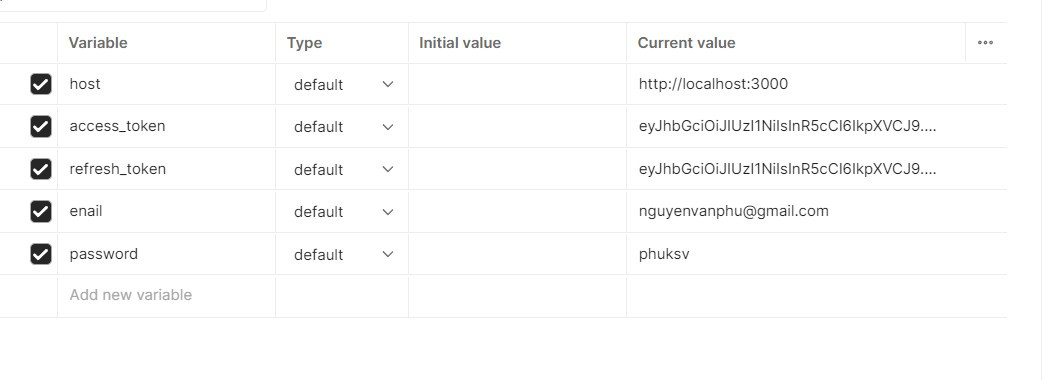 Variable Type Initial value Current value
host default http://localhost:3000
access_token default eyJhbGciOiJIUzI1NiIsInR5cCI6IkpXVCJ9....
refresh_token default eyJhbGciOiJIUzI1NiIsInR5cCI6IkpXVCJ9....
enail default nguyenvanphu@gmail.com
password default phuksv
Add new variable